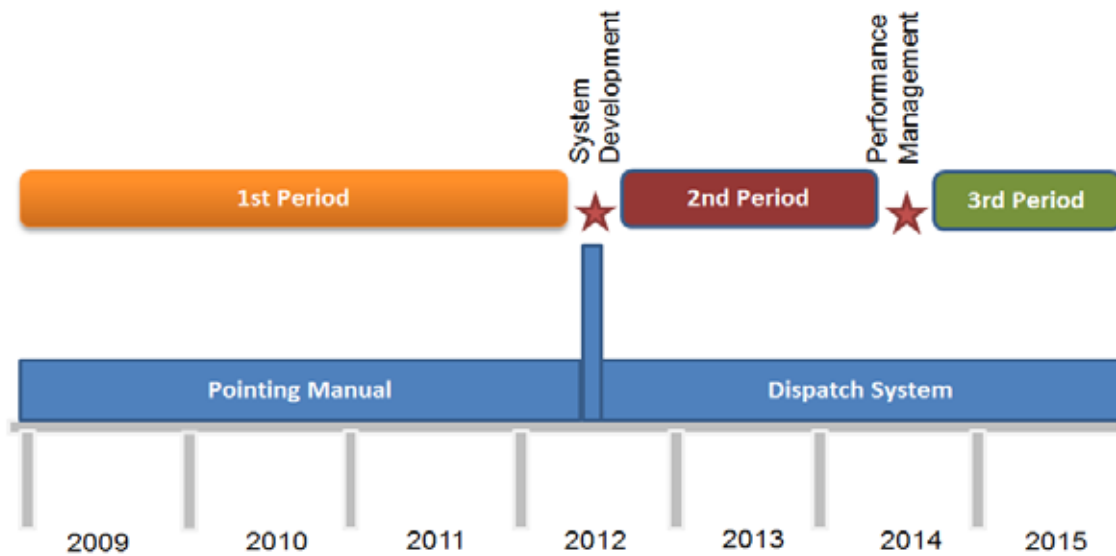 System
Development
Performance
Management
1st Period
2nd Period
3rd Period
Pointing Manual
Dispatch System
2009
2010
2011
2012
2013
2014
2015